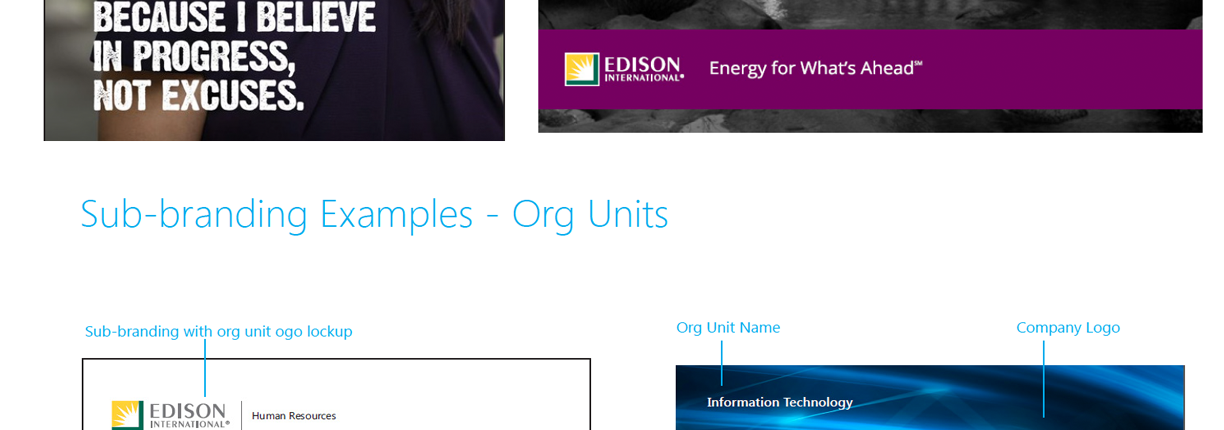 BECAUSE I BELIEVE
IN PROGRESS,
NOT EXCUSES.
EDISON
INTERNATIONAL®
Energy for What's Ahead℠
Sub-branding Examples - Org Units
Sub-branding with org unit ogo lockup
EDISON
INTERNATIONAL®
Human Resources
Org Unit Name
Company Logo
Information Technology